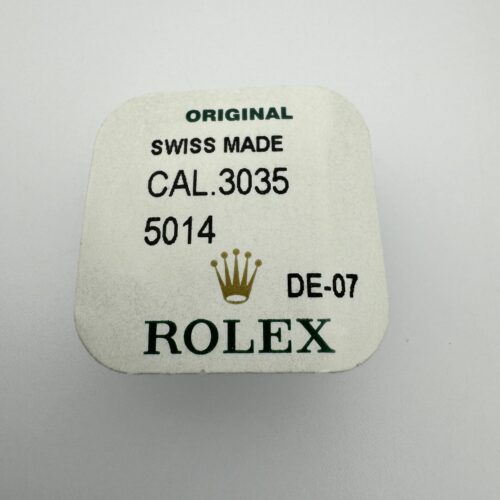 ORIGINAL
SWISS MADE
CAL.3035
5014
DE-07
ROLEX